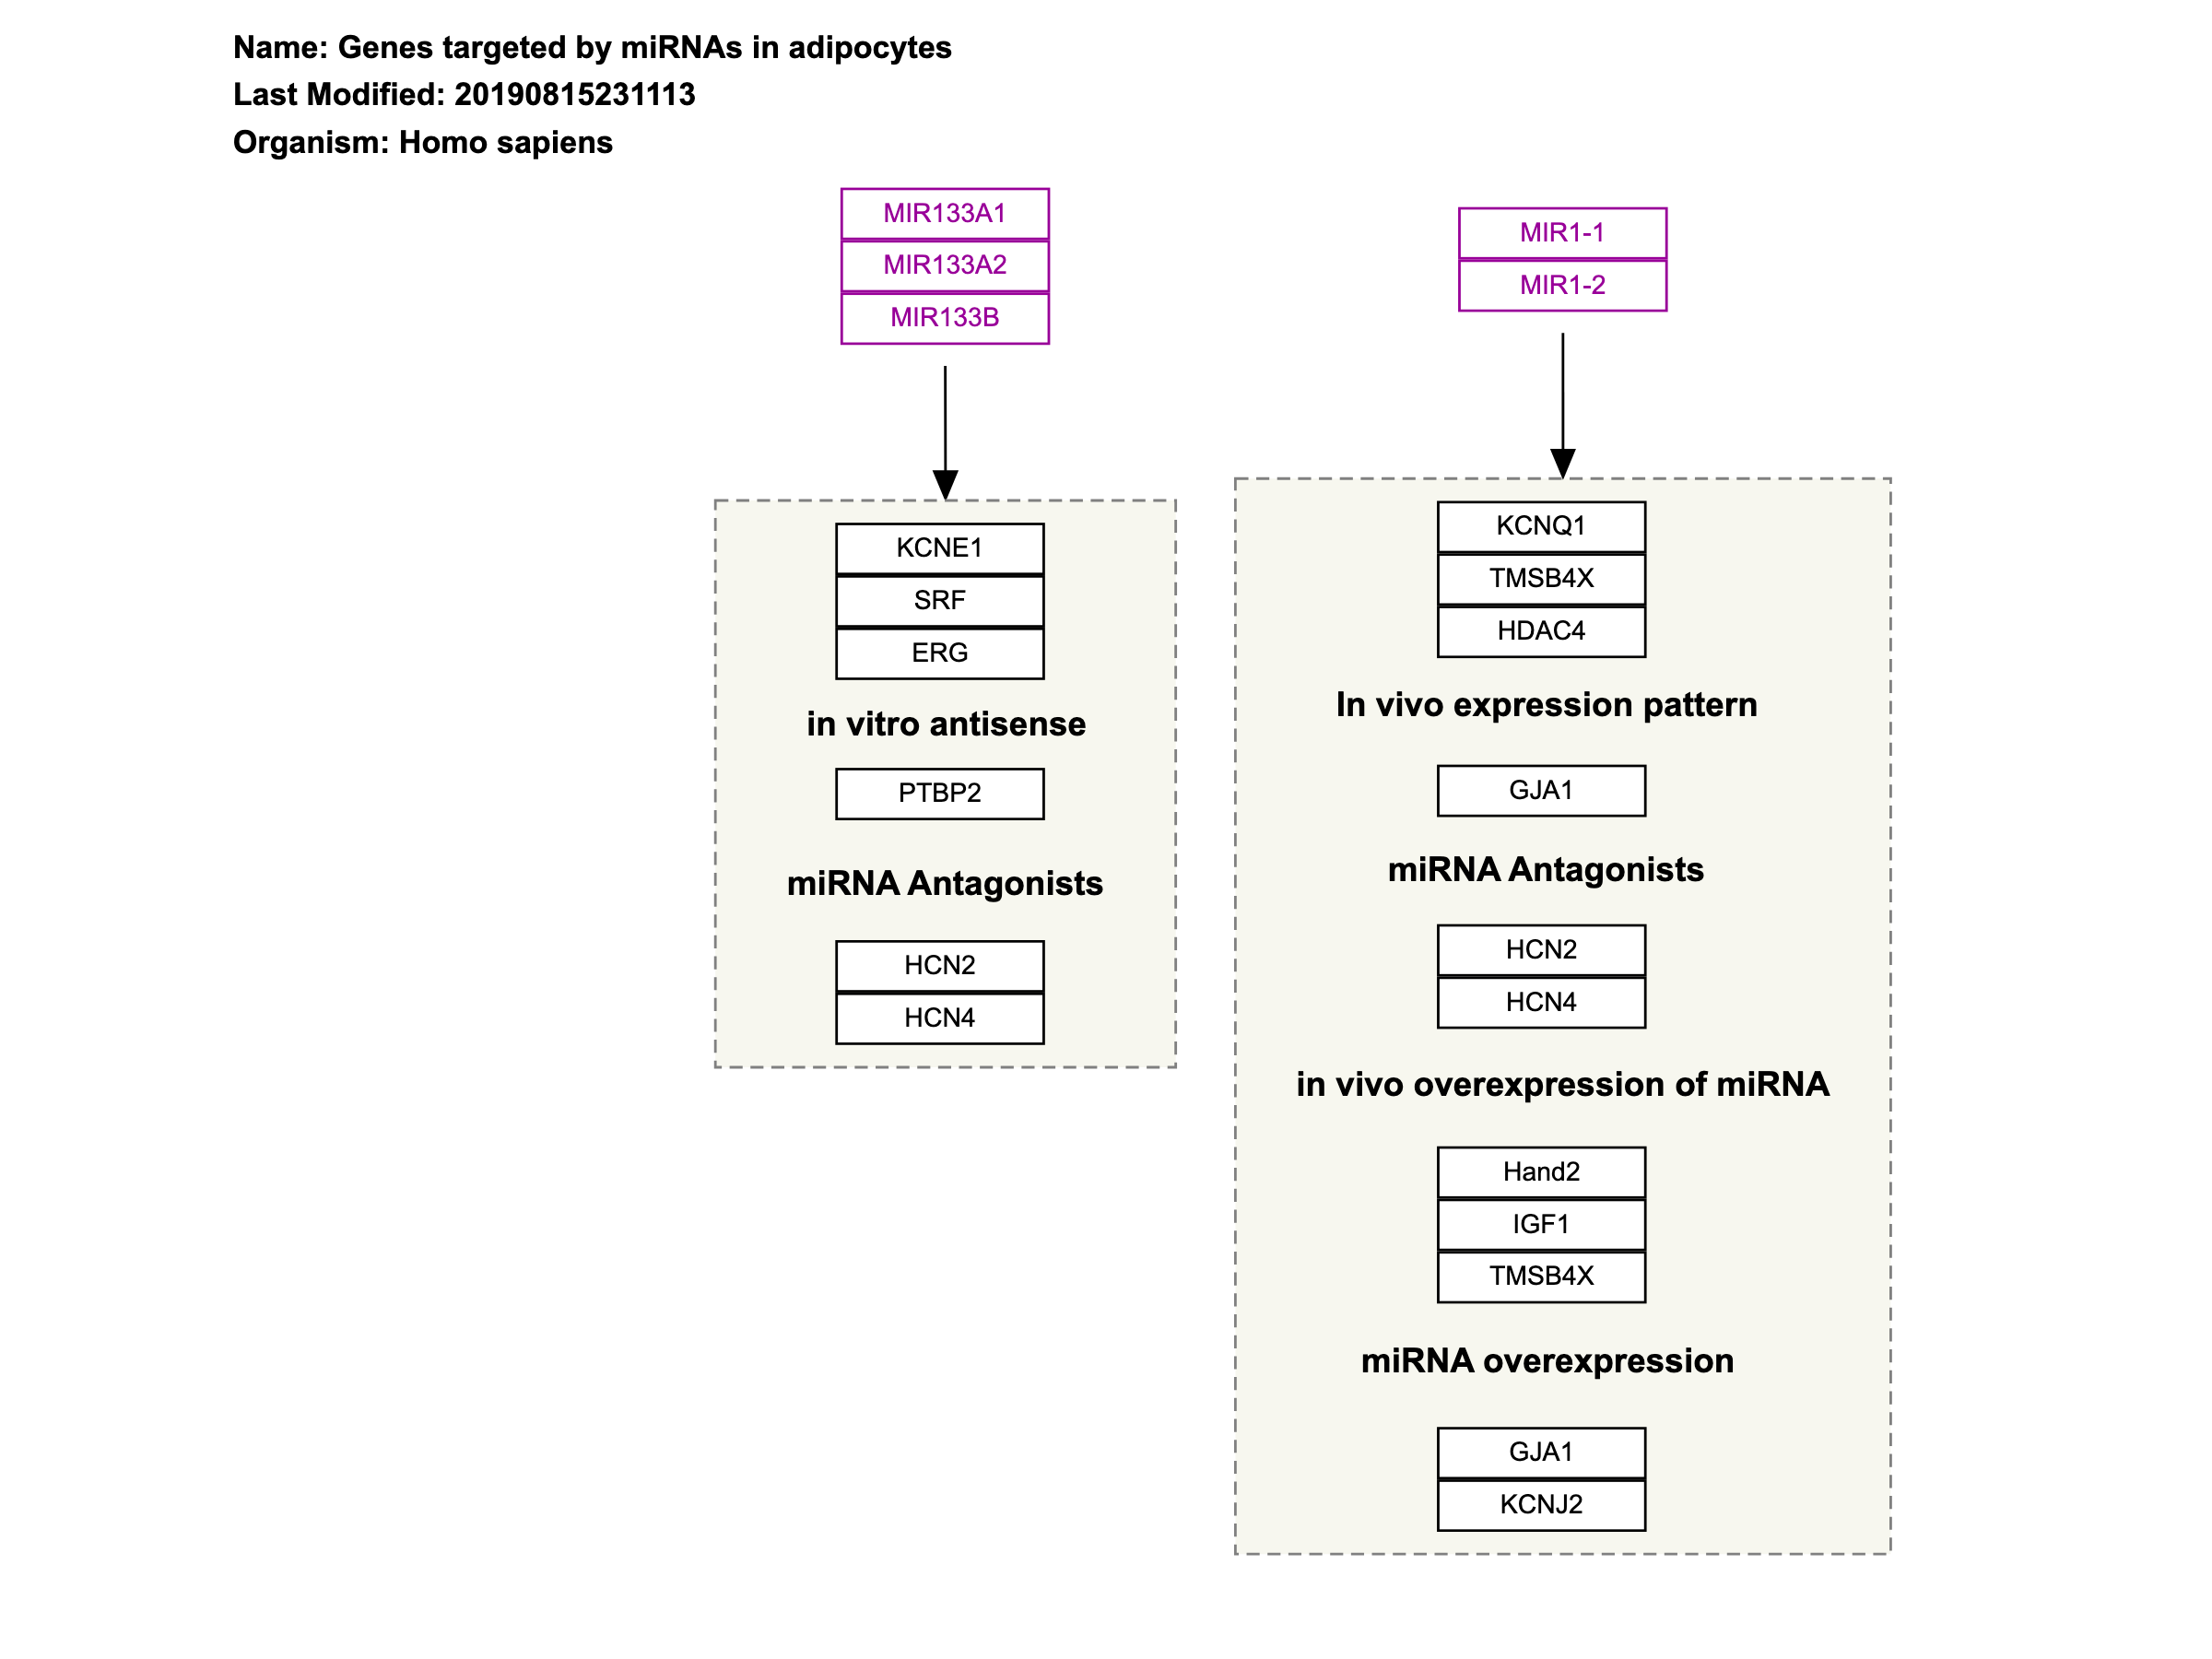 Name: Genes targeted by miRNAs in adipocytes
Last Modified: 20190815231113
Organism: Homo sapiens
MIR133A1
MIR133A2
MIR133B
KCNE1
SRF
ERG
in vitro antisense
PTBP2
miRNA Antagonists
HCN2
HCN4
MIR1-1
MIR1-2
KCNQ1
TMSB4X
HDAC4
In vivo expression pattern
GJA1
miRNA Antagonists
HCN2
HCN4
in vivo overexpression of miRNA
Hand2
IGF1
TMSB4X
miRNA overexpression
GJA1
KCNJ2